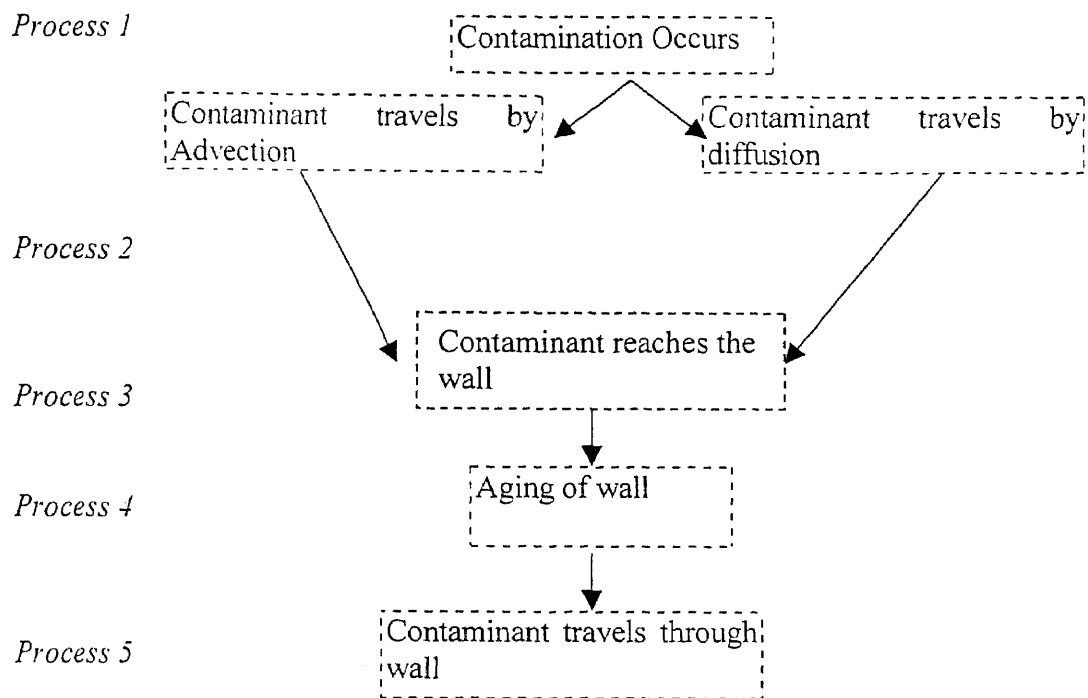 Process 1
Contamination Occurs
Contaminant travels by
Advection
Contaminant travels by
diffusion
Process 2
Contaminant reaches the
wall
Process 3
Aging of wall
Process 4
Contaminant travels through
wall
Process 5